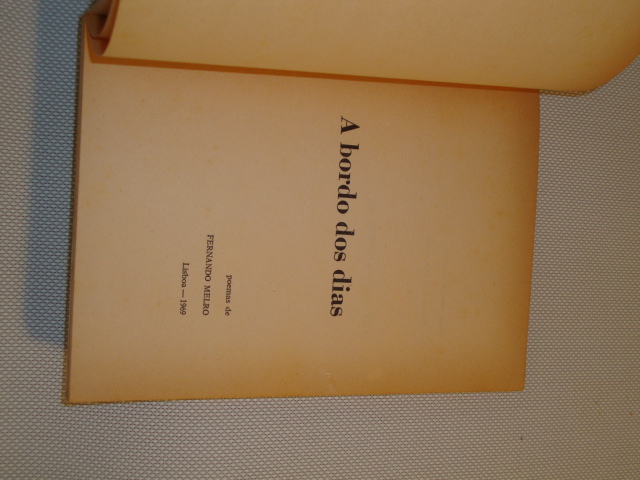 A bordo dos dias
poemas de
FERNANDO MELRO
Lisboa — 1969